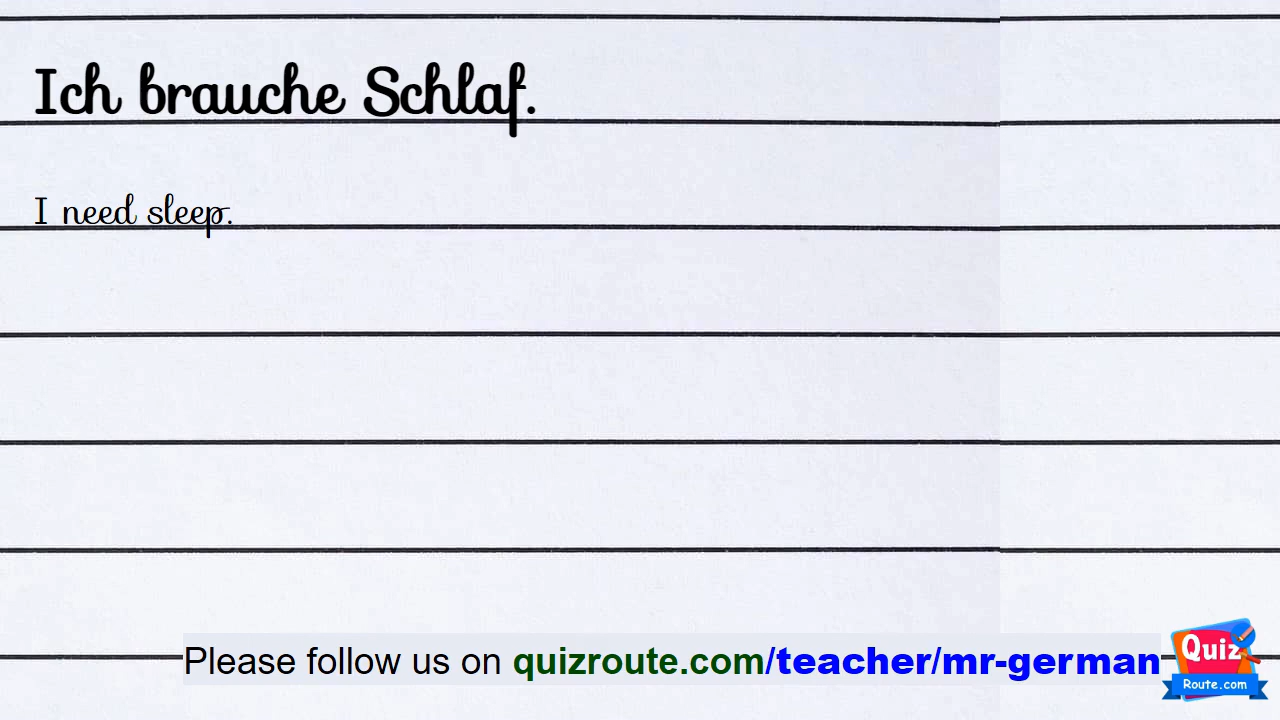 Ich brauche Schlaf.
I need sleep.
Please follow us on quizroute.com/teacher/mr-german
Quiz
Route.com